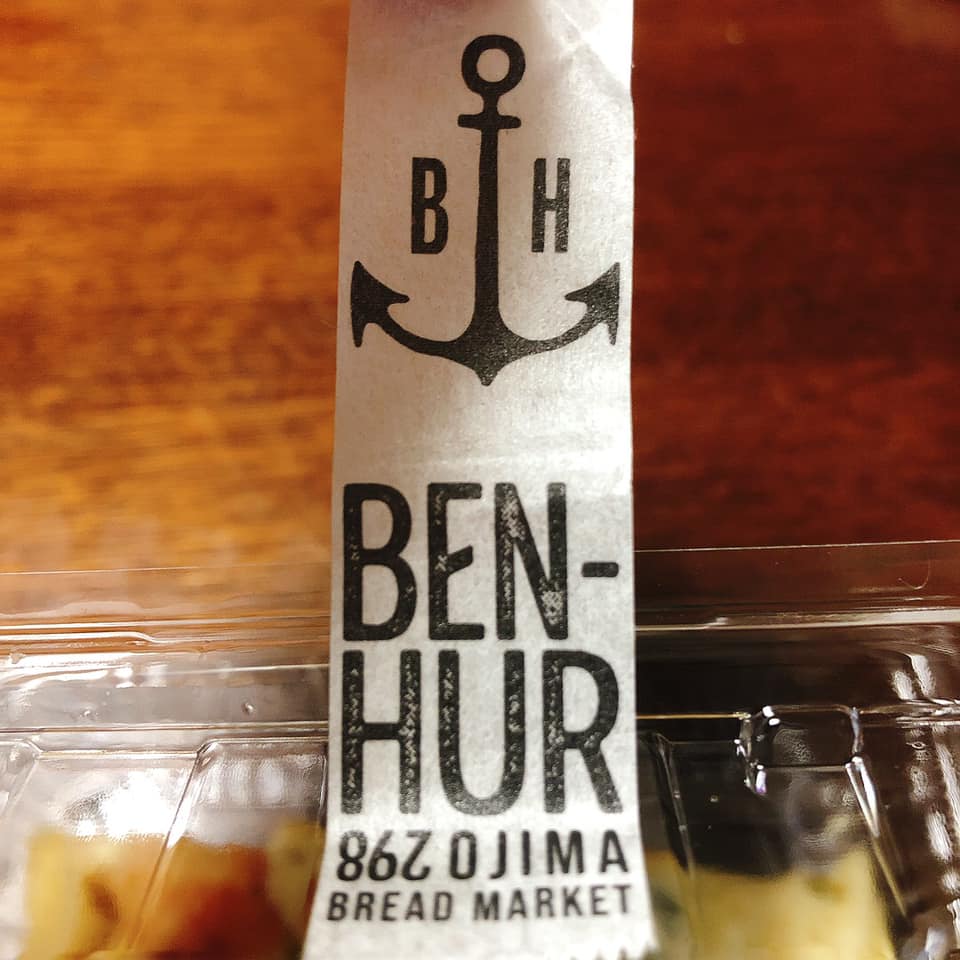 B H
BEN-
HUR
298 OJIMA
BREAD MARKET